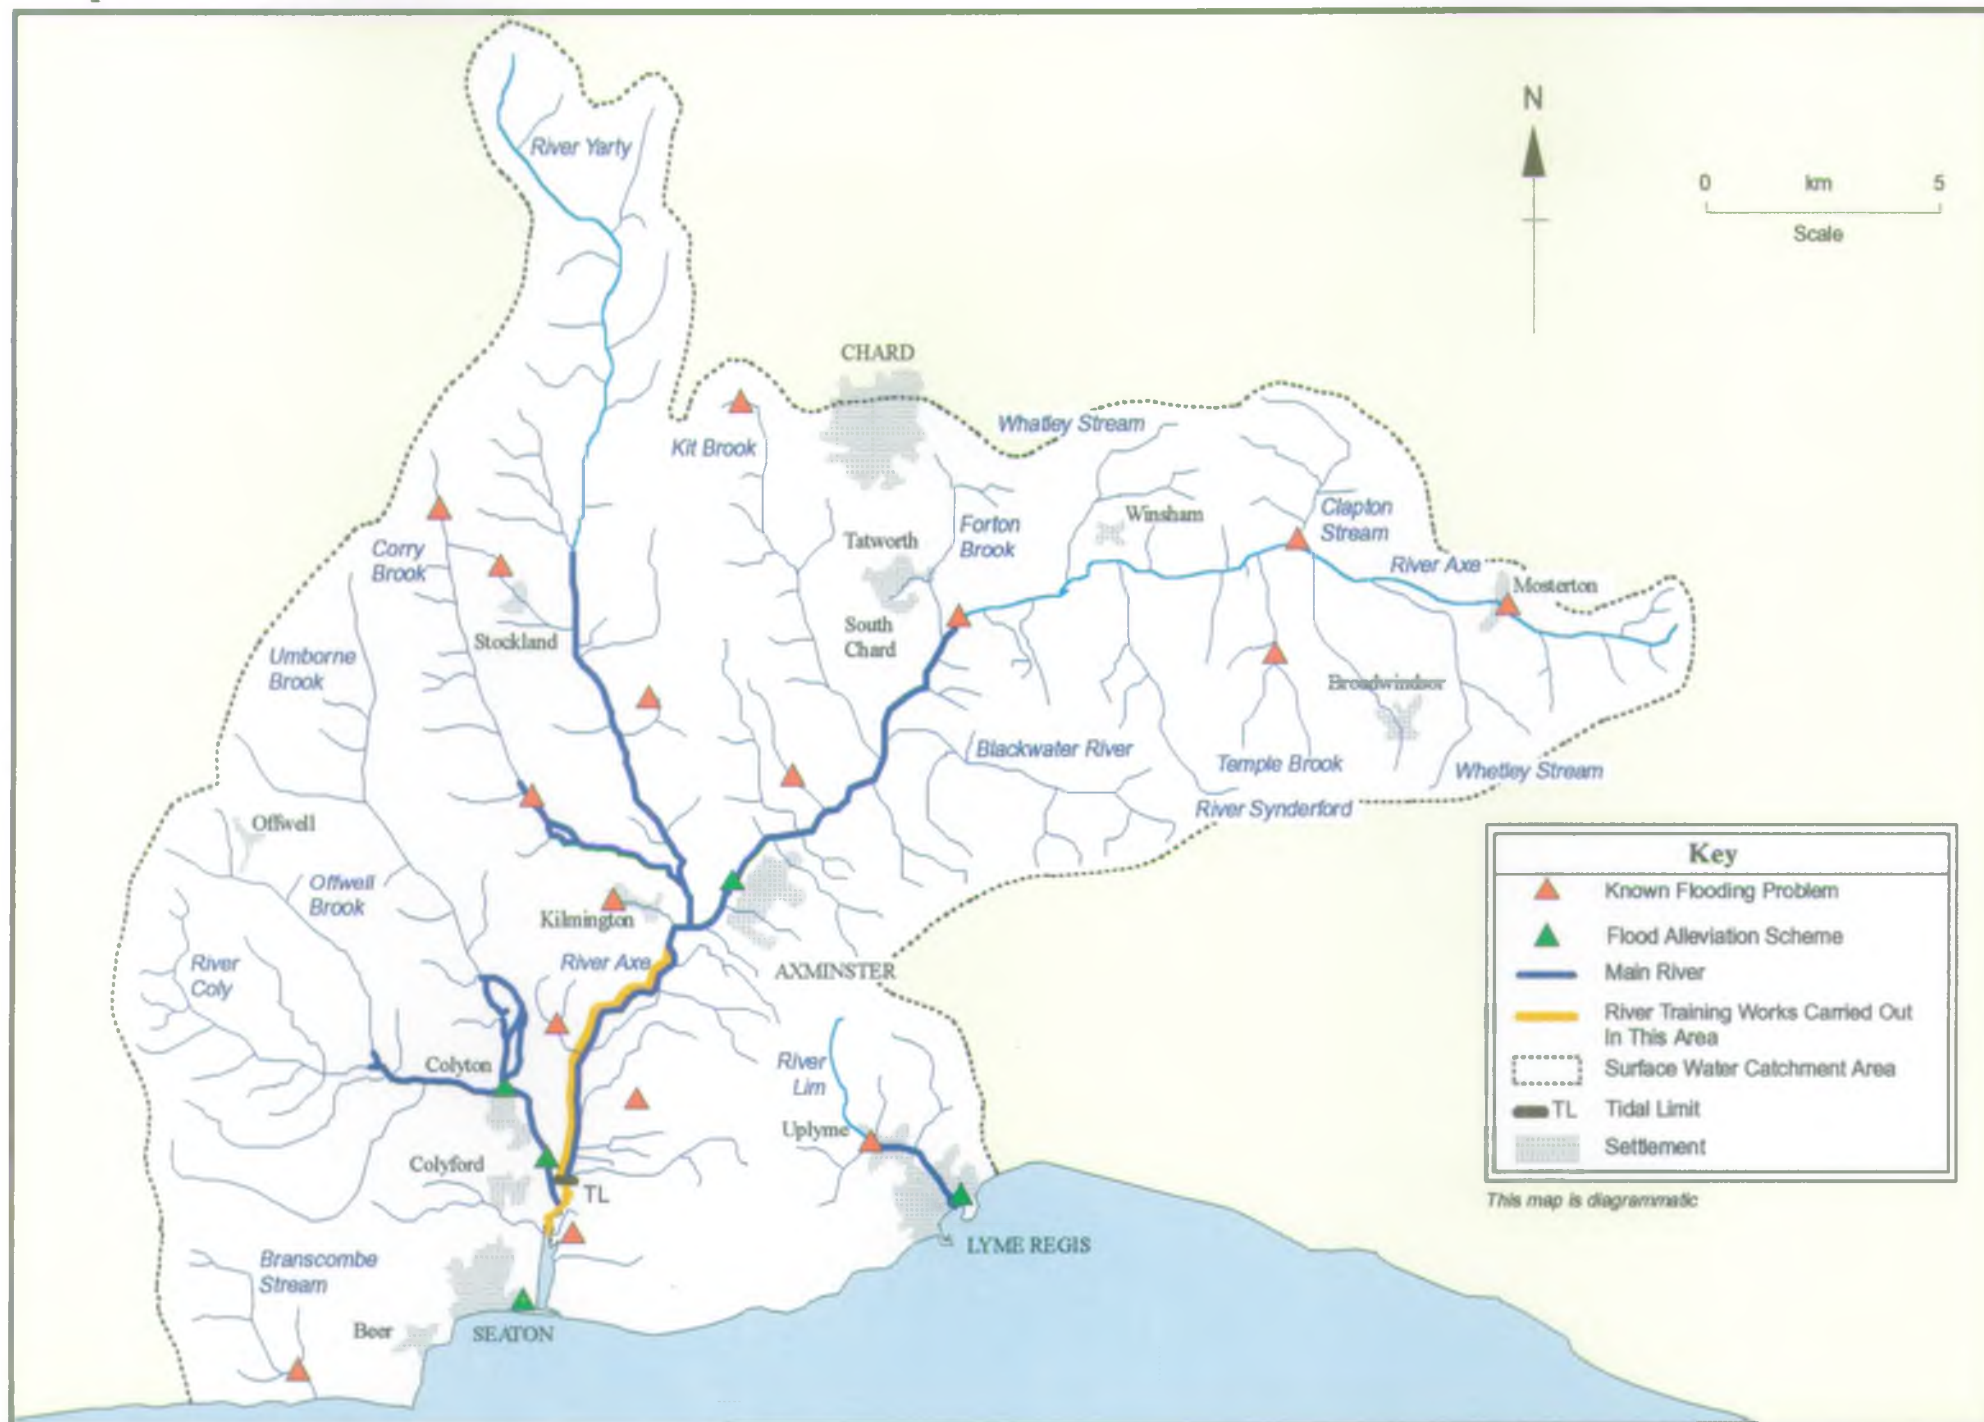 N
0 km 5
Scale
River Yarty
CHARD
Whatley Stream
Kit Brook
Winsham
Clapton
Stream
Forton
Brook
Tatworth
Corry
Brook
River Axe
Mosterton
South
Chard
Stockland
Umborne
Brook
Broadwindsor
Blackwater River
Temple Brook
Whetley Stream
River Synderford
Offwell
Offwell
Brook
Kilmington
River Axe
AXMINSTER
River
Coly
Colyton
River
Lim
Uplyme
Colyford
TL
LYME REGIS
Branscombe
Stream
Beer
SEATON
Key
Known Flooding Problem
Flood Alleviation Scheme
Main River
River Training Works Carried Out
In This Area
Surface Water Catchment Area
TL Tidal Limit
Settlement
This map is diagrammatic